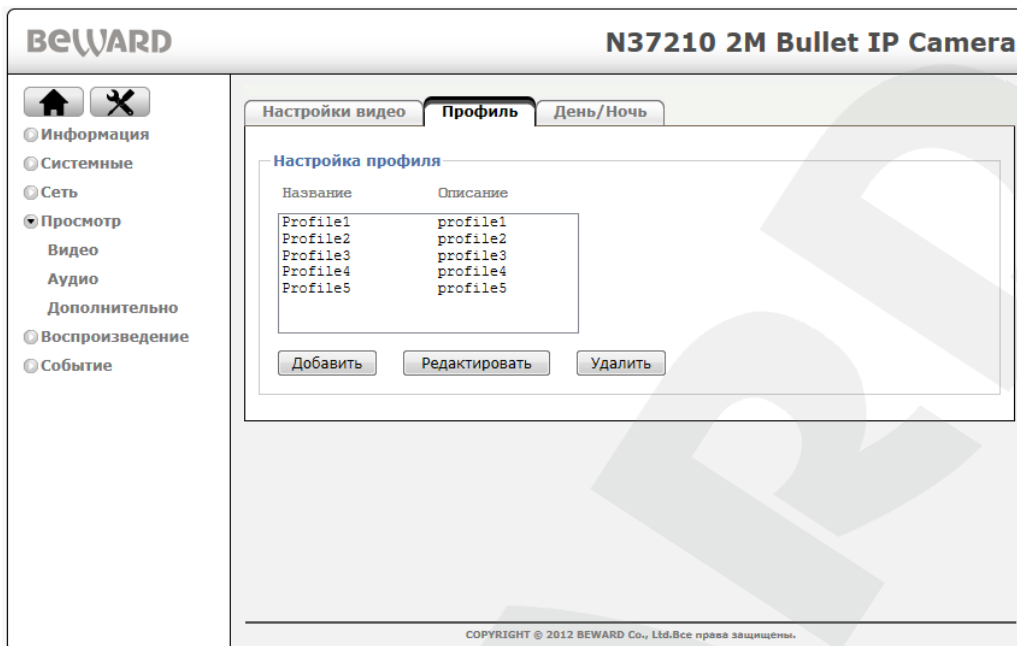 BEWARD
N37210 2M Bullet IP Camera
Информация
Системные
Сеть
Просмотр
Видео
Аудио
Дополнительно
Воспроизведение
Событие
Настройки видео
Профиль
День/Ночь
Настройка профиля
Название Описание
Profile1 profile1
Profile2 profile2
Profile3 profile3
Profile4 profile4
Profile5 profile5
Добавить
Редактировать
Удалить
COPYRIGHT © 2012 BEWARD Co., Ltd.Все права защищены.